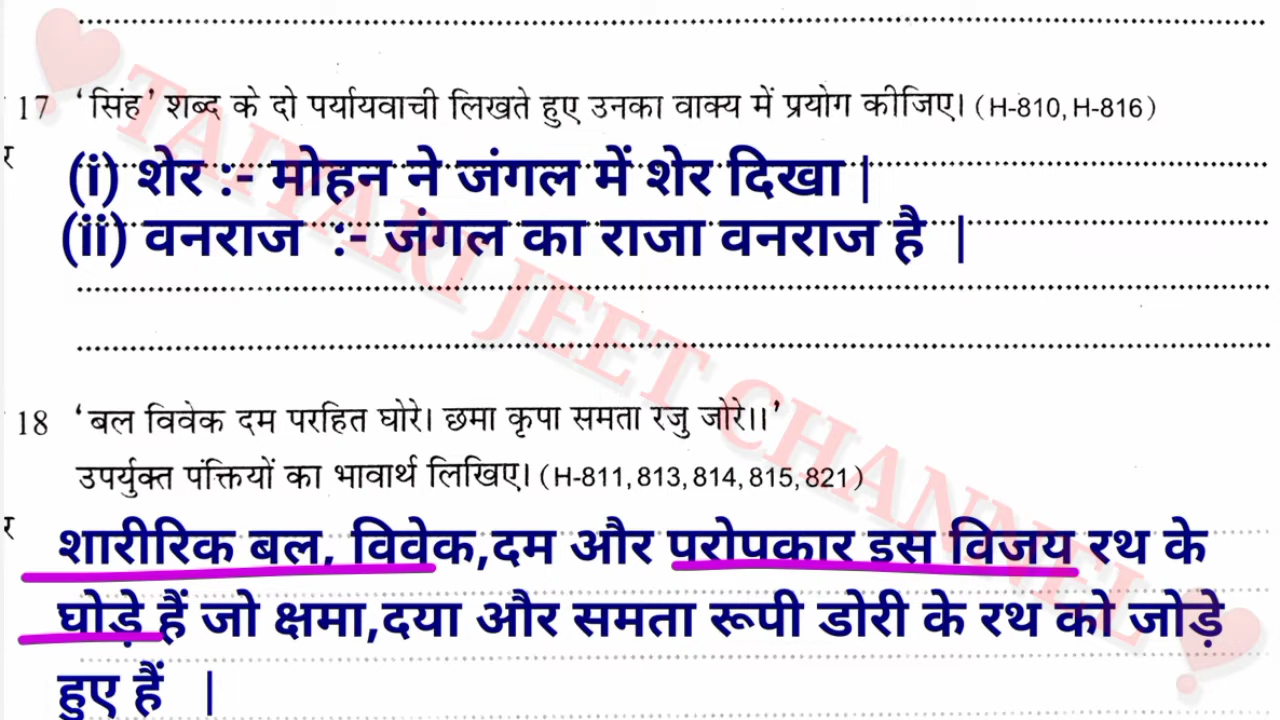 17 'सिंह' शब्द के दो पर्यायवाची लिखते हुए उनका वाक्य में प्रयोग कीजिए। (H-810, H-816)
र
(i) शेर :- मोहन ने जंगल में शेर दिखा |
(ii) वनराज :- जंगल का राजा वनराज है |
TAIYARI JEET CHANNEL
18 'बल विवेक दम परहित घोरे। छमा कृपा समता रजु जोरे।।'
उपर्युक्त पंक्तियों का भावार्थ लिखिए। (H-811, 813, 814, 815, 821)
र
शारीरिक बल, विवेक,दम और परोपकार इस विजय रथ के
घोड़े हैं जो क्षमा,दया और समता रूपी डोरी के रथ को जोड़े
हुए हैं |